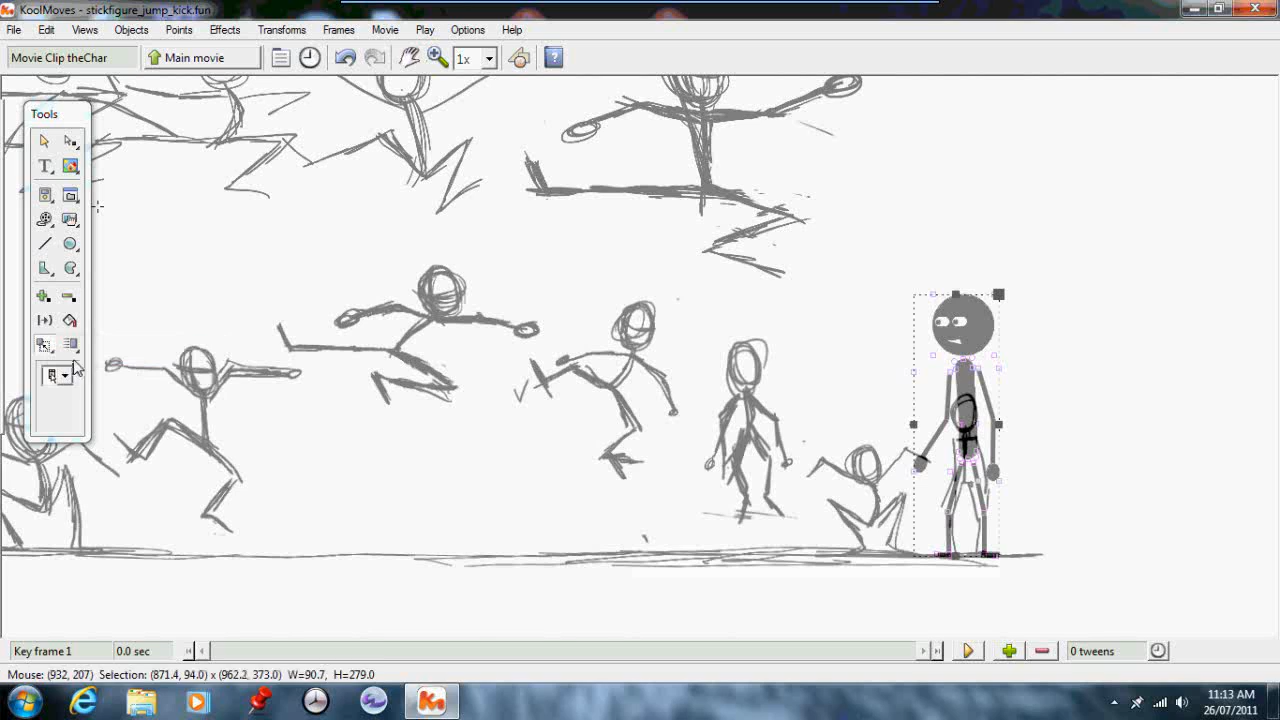 KoolMoves - stickfigure_jump_kick.fun
File Edit Views Objects Points Effects Transforms Frames Movie Play Options Help
Movie Clip theChar Main movie 1x
Tools
T
Key frame 1 0.0 sec 0 tweens
Mouse: (932, 207) Selection: (871.4, 94.0) x (962.2, 373.0) W=90.7, H=279.0
11:13 AM
26/07/2011